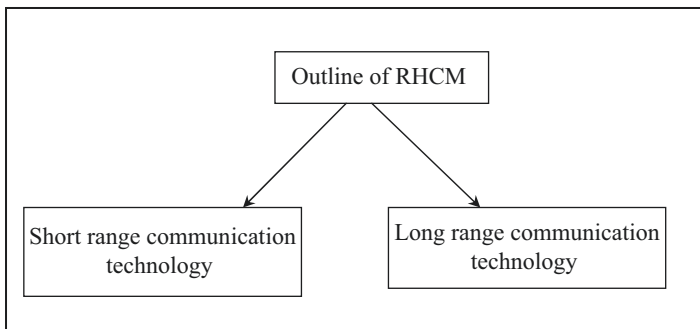 Outline of RHCM
Short range communication
technology
Long range communication
technology